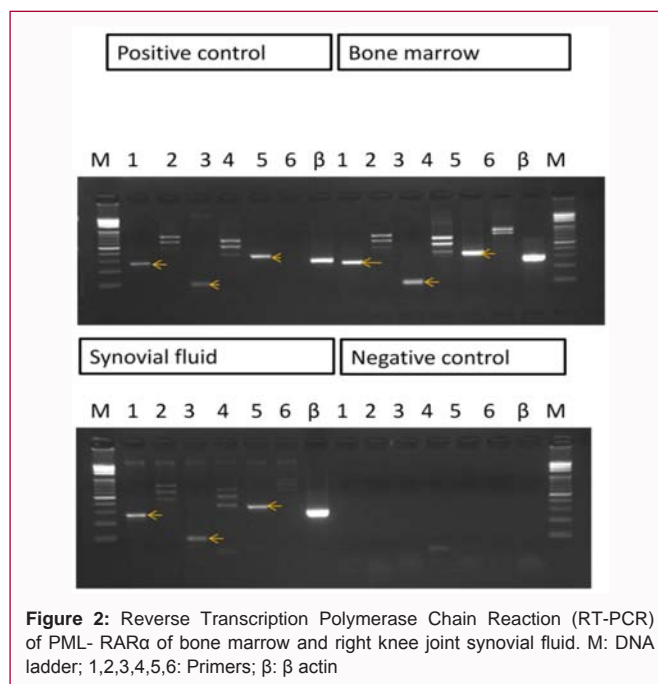 Positive control Bone marrow
M 1 2 3 4 5 6 β 1 2 3 4 5 6 β M
Synovial fluid Negative control
M 1 2 3 4 5 6 β 1 2 3 4 5 6 β M
Figure 2: Reverse Transcription Polymerase Chain Reaction (RT-PCR)
of PML- RARα of bone marrow and right knee joint synovial fluid. M: DNA
ladder; 1,2,3,4,5,6: Primers; β: β actin